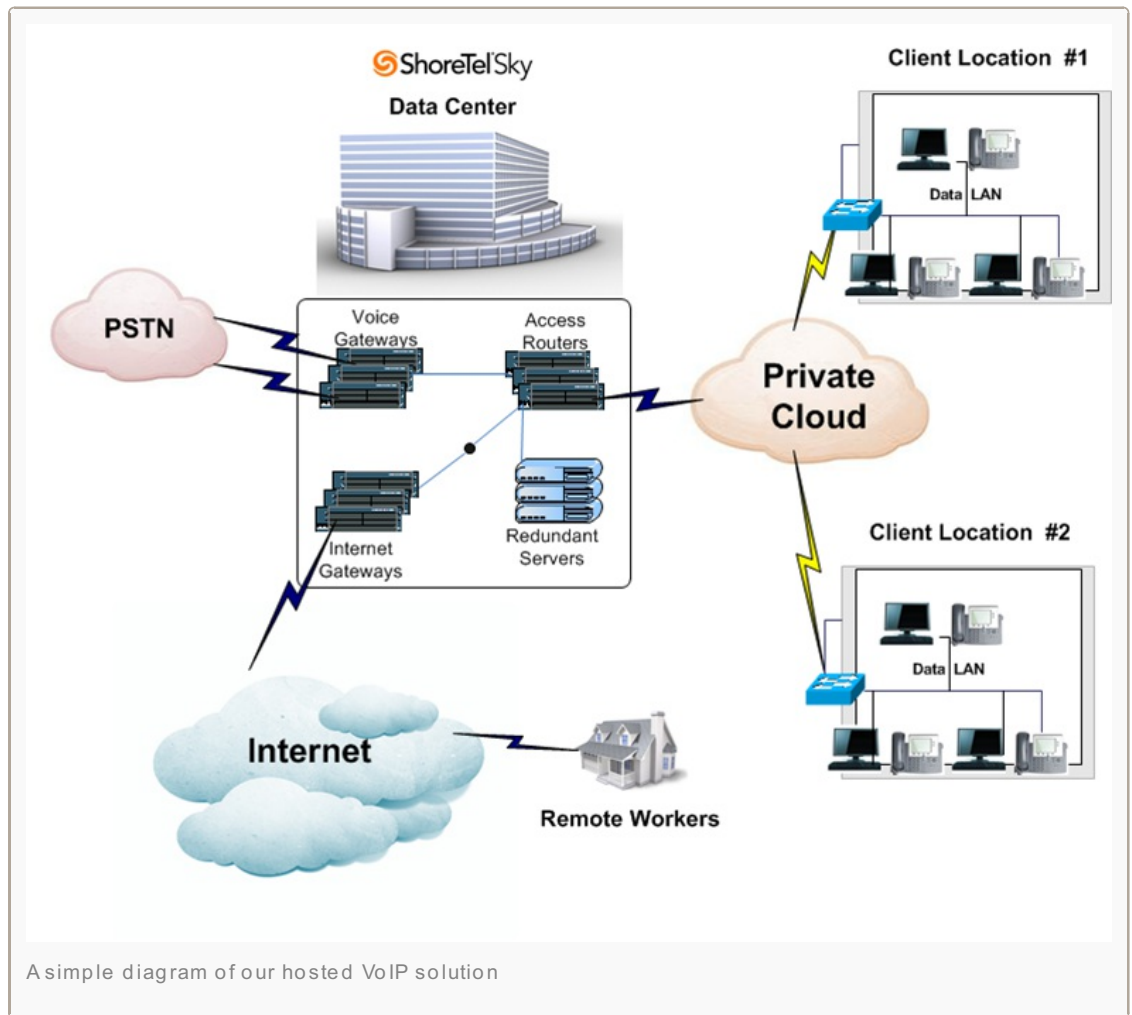 ShoreTel Sky
Data Center
Client Location #1
Data LAN
PSTN
Voice
Gateways
Access
Routers
Private
Cloud
Internet
Gateways
Redundant
Servers
Client Location #2
Data LAN
Internet
Remote Workers
A simple diagram of our hosted VoIP solution